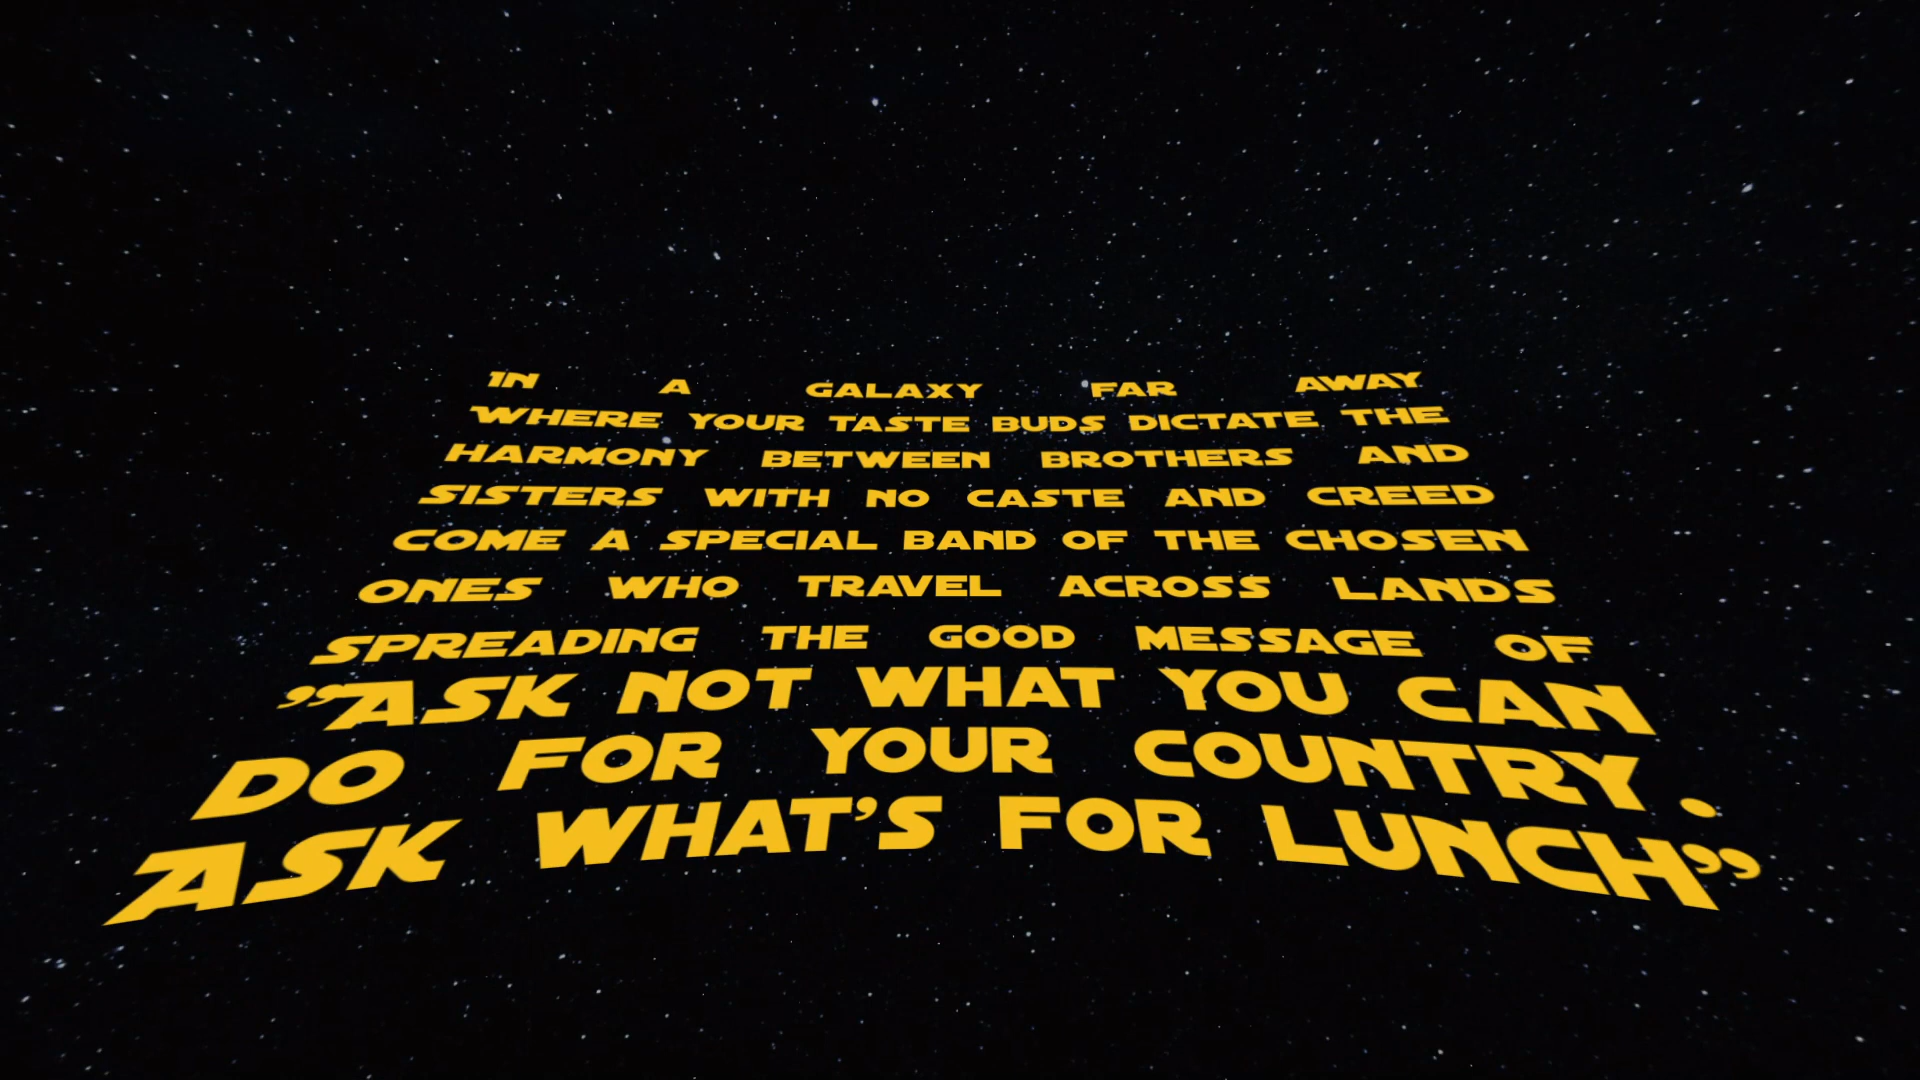 IN A GALAXY FAR AWAY
WHERE YOUR TASTE BUDS DICTATE THE
HARMONY BETWEEN BROTHERS AND
SISTERS WITH NO CASTE AND CREED
COME A SPECIAL BAND OF THE CHOSEN
ONES WHO TRAVEL ACROSS LANDS
SPREADING THE GOOD MESSAGE OF
”ASK NOT WHAT YOU CAN
DO FOR YOUR COUNTRY .
ASK WHAT’S FOR LUNCH”